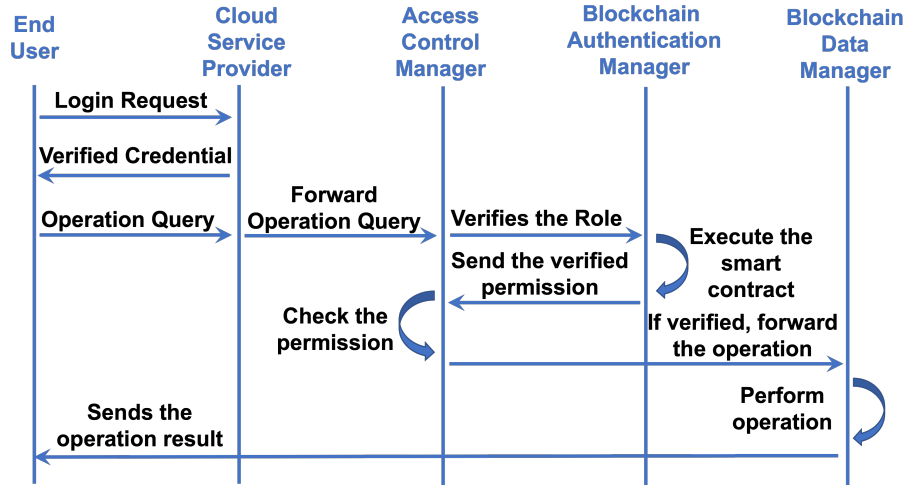 End
User
Cloud
Service
Provider
Access
Control
Manager
Blockchain
Authentication
Manager
Blockchain
Data
Manager
Login Request
Verified Credential
Operation Query
Forward
Operation Query
Verifies the Role
Execute the
smart
contract
Send the verified
permission
Check the
permission
If verified, forward
the operation
Perform
operation
Sends the
operation result